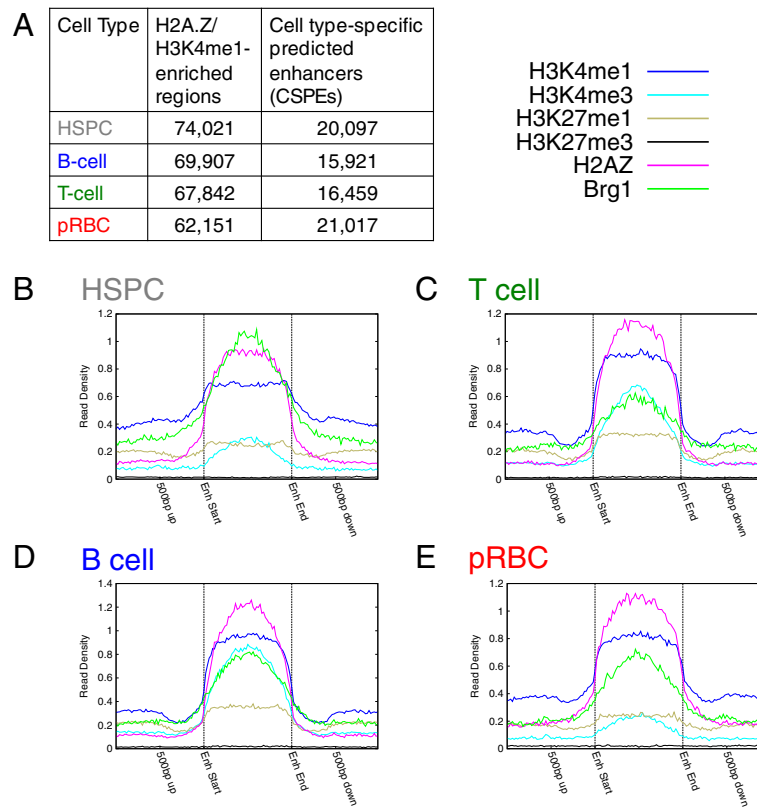 A
Cell Type
H2A.Z/
H3K4me1-
enriched
regions
Cell type-specific
predicted
enhancers
(CSPEs)
HSPC 74,021 20,097
B-cell 69,907 15,921
T-cell 67,842 16,459
pRBC 62,151 21,017
H3K4me1
H3K4me3
H3K27me1
H3K27me3
H2AZ
Brg1
B HSPC
1.2
1
0.8
0.6
0.4
0.2
0
Read Density
500bp up
Enh Start
Enh End
500bp down
C T cell
1.2
1
0.8
0.6
0.4
0.2
0
Read Density
500bp up
Enh Start
Enh End
500bp down
D B cell
1.4
1.2
1
0.8
0.6
0.4
0.2
0
Read Density
500bp up
Enh Start
Enh End
500bp down
E pRBC
1.2
1
0.8
0.6
0.4
0.2
0
Read Density
500bp up
Enh Start
Enh End
500bp down